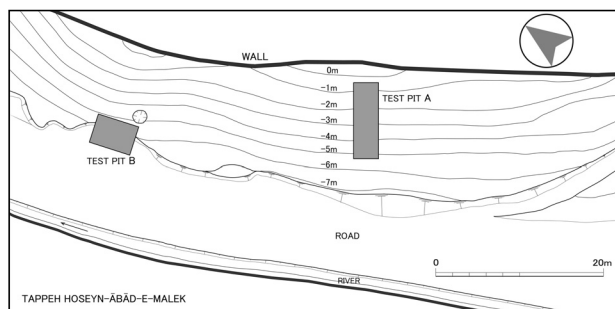 WALL
0m
-1m
TEST PIT A
-2m
-3m
-4m
-5m
TEST PIT B
-6m
-7m
ROAD
0
20m
RIVER
TAPPEH HOSEYN-ĀBĀD-E-MALEK